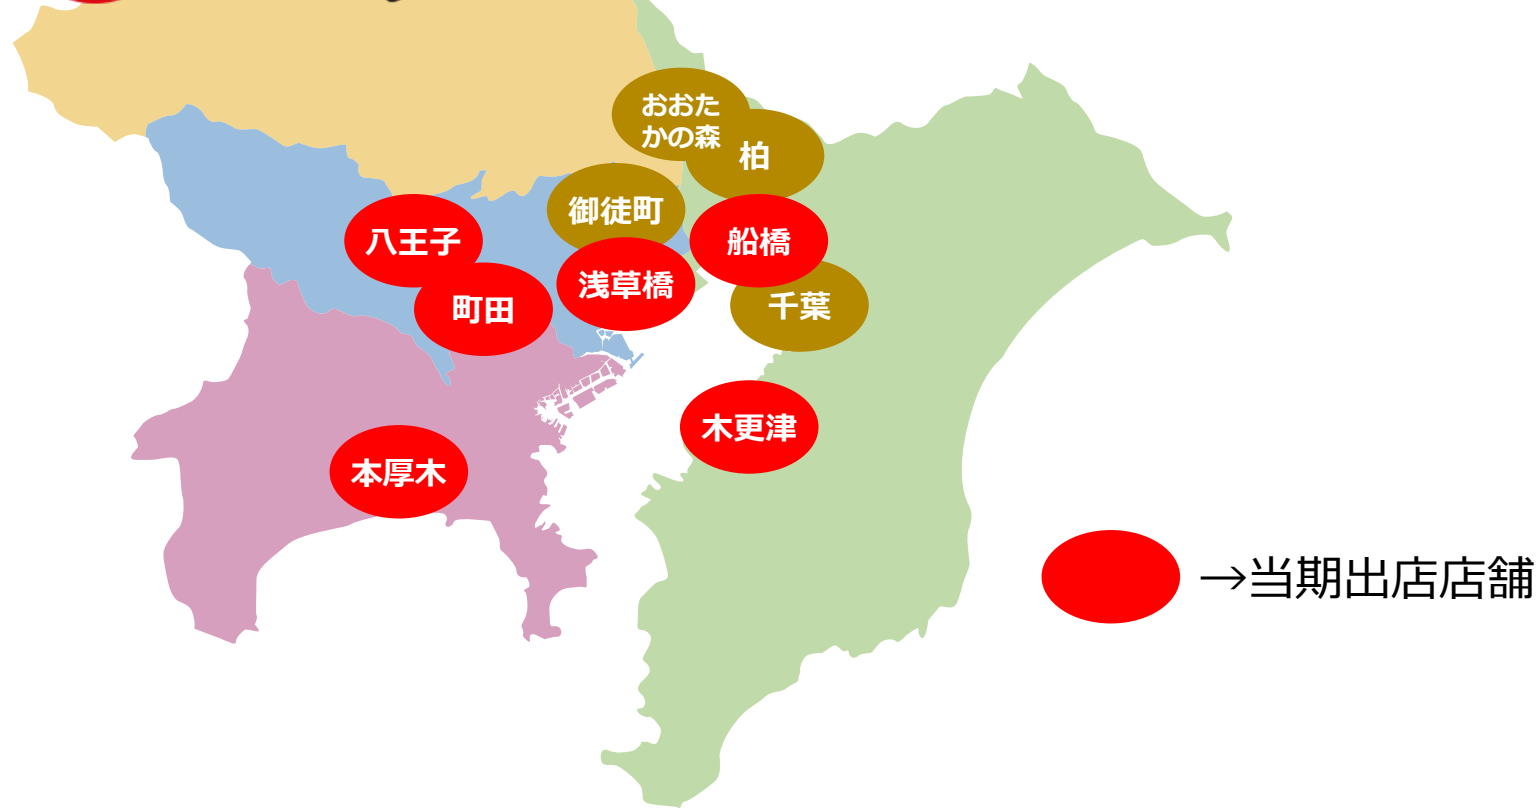 おおた
かの森
柏
御徒町
八王子
船橋
浅草橋
町田
千葉
木更津
本厚木
→当期出店店舗